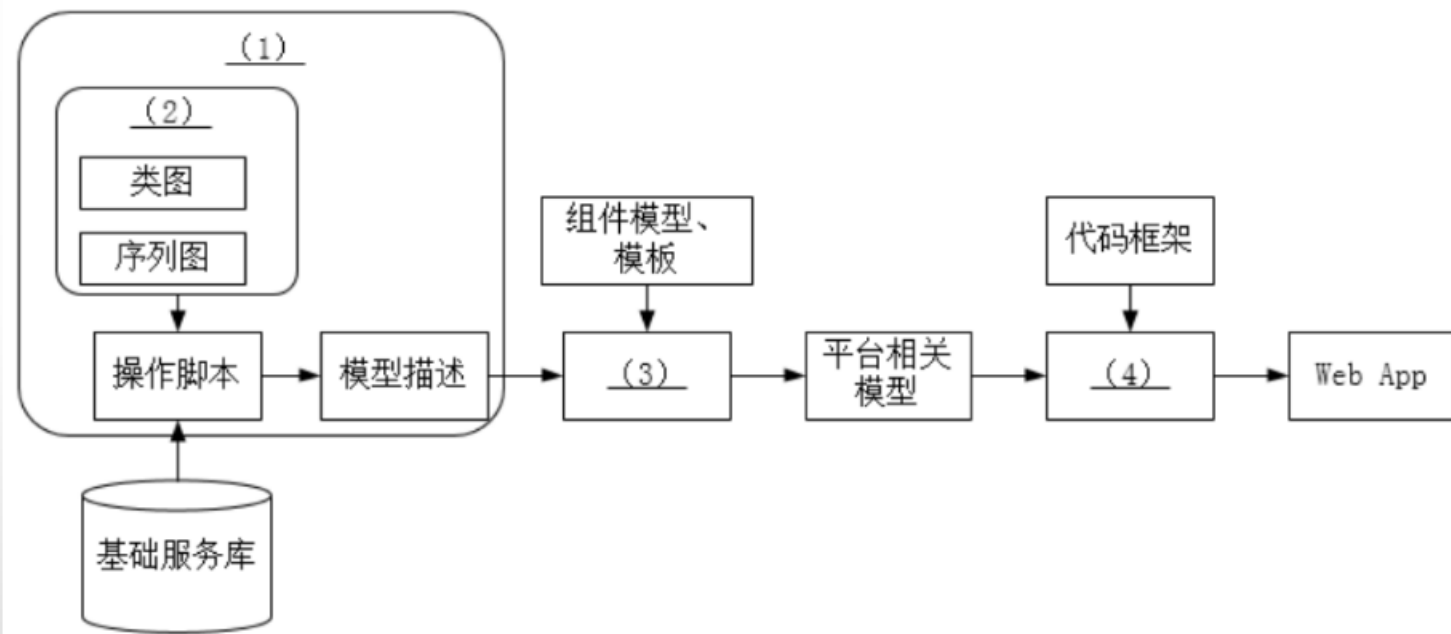 (1)
(2)
类图
序列图
操作脚本
模型描述
基础服务库
组件模型、
模板
(3)
平台相关
模型
代码框架
(4)
Web App